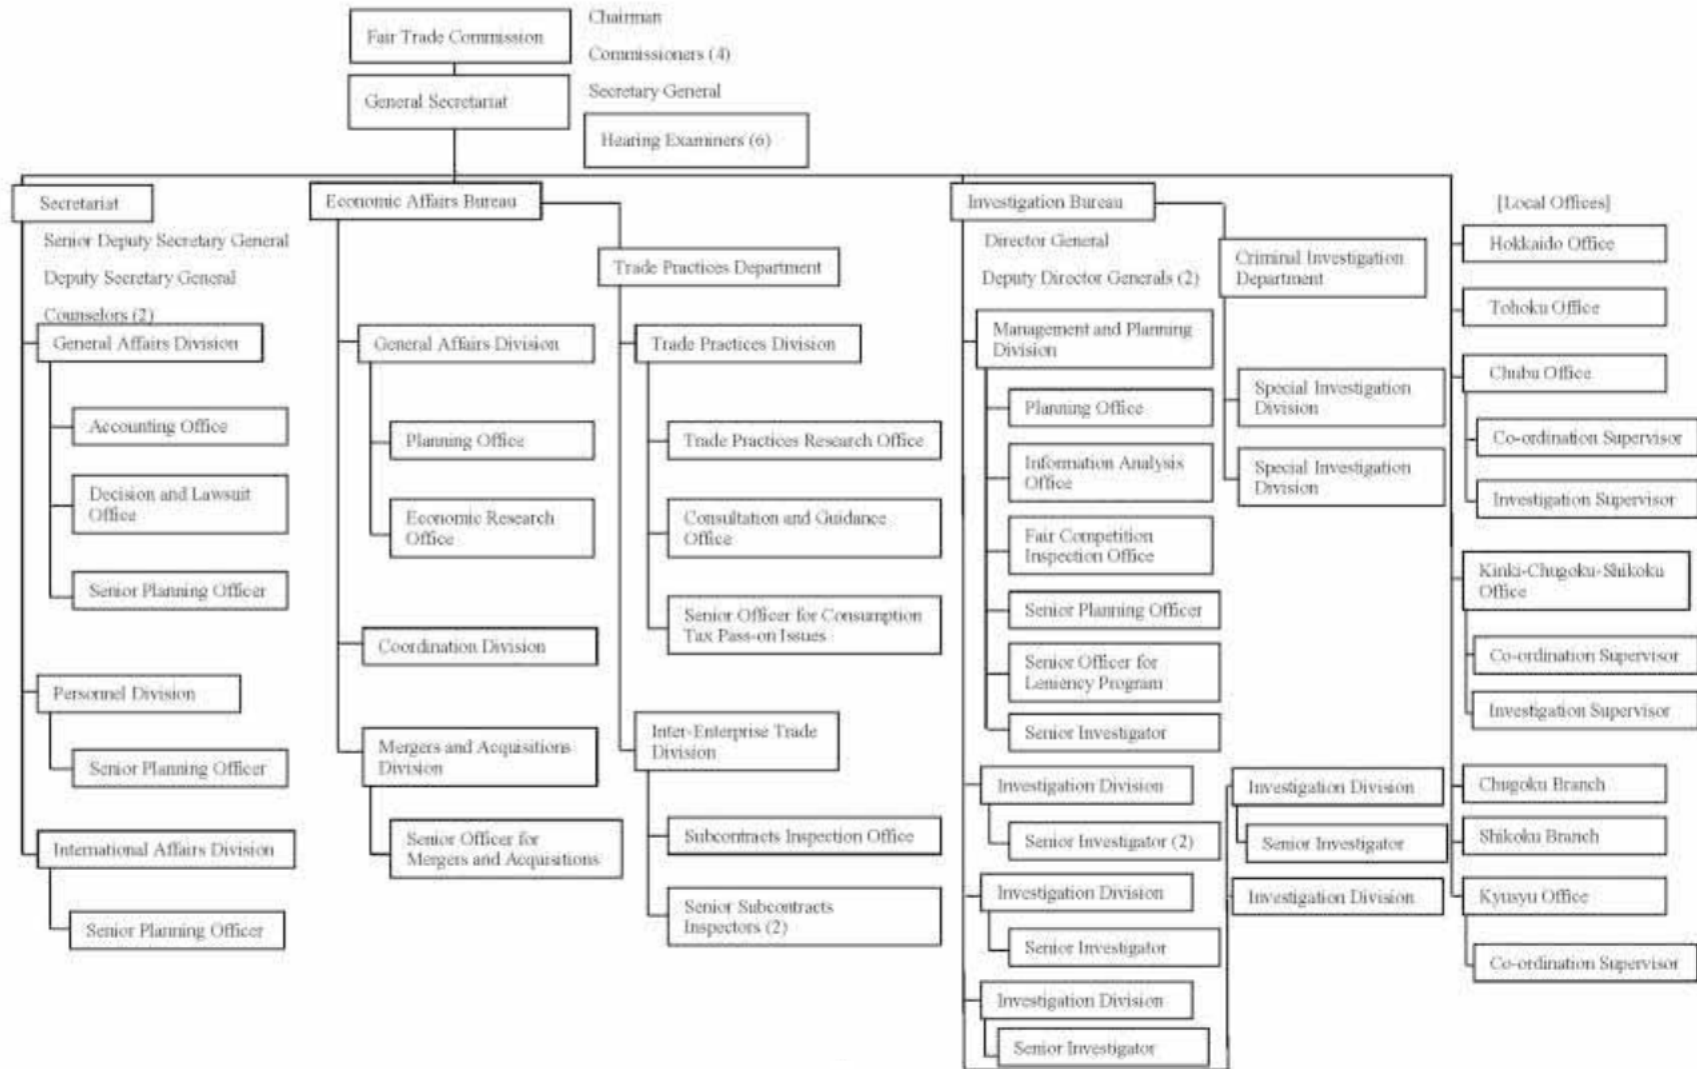 Fair Trade Commission
Chairman
Commissioners (4)
General Secretariat
Secretary General
Hearing Examiners (6)
Secretariat
Senior Deputy Secretary General
Deputy Secretary General
Counselors (2)
General Affairs Division
Accounting Office
Decision and Lawsuit
Office
Senior Planning Officer
Personnel Division
Senior Planning Officer
International Affairs Division
Senior Planning Officer
Economic Affairs Bureau
General Affairs Division
Planning Office
Economic Research
Office
Coordination Division
Mergers and Acquisitions
Division
Senior Officer for
Mergers and Acquisitions
Trade Practices Department
Trade Practices Division
Trade Practices Research Office
Consultation and Guidance
Office
Senior Officer for Consumption
Tax Pass-on Issues
Inter-Enterprise Trade
Division
Subcontracts Inspection Office
Senior Subcontracts
Inspectors (2)
Investigation Bureau
Director General
Deputy Director Generals (2)
Management and Planning
Division
Planning Office
Information Analysis
Office
Fair Competition
Inspection Office
Senior Planning Officer
Senior Officer for
Leniency Program
Senior Investigator
Investigation Division
Senior Investigator (2)
Investigation Division
Senior Investigator
Investigation Division
Senior Investigator
Criminal Investigation
Department
Special Investigation
Division
Special Investigation
Division
Investigation Division
Senior Investigator
Investigation Division
[Local Offices]
Hokkaido Office
Tohoku Office
Chubu Office
Co-ordination Supervisor
Investigation Supervisor
Kinki-Chugoku-Shikoku
Office
Co-ordination Supervisor
Investigation Supervisor
Chugoku Branch
Shikoku Branch
Kyusyu Office
Co-ordination Supervisor